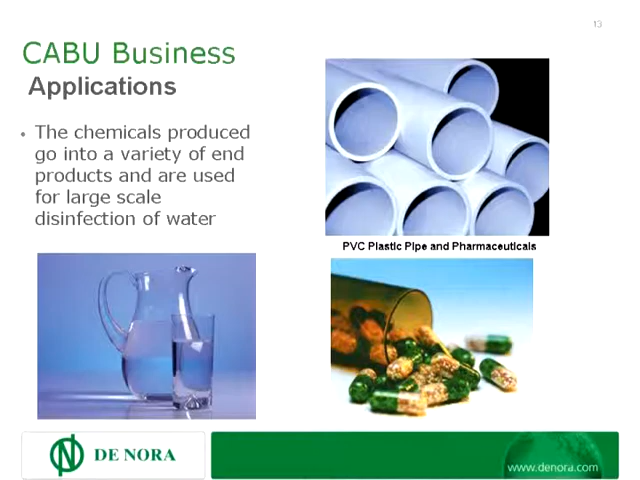 13
CABU Business
Applications
• The chemicals produced
go into a variety of end
products and are used
for large scale
disinfection of water
PVC Plastic Pipe and Pharmaceuticals
DE NORA
www.denora.com